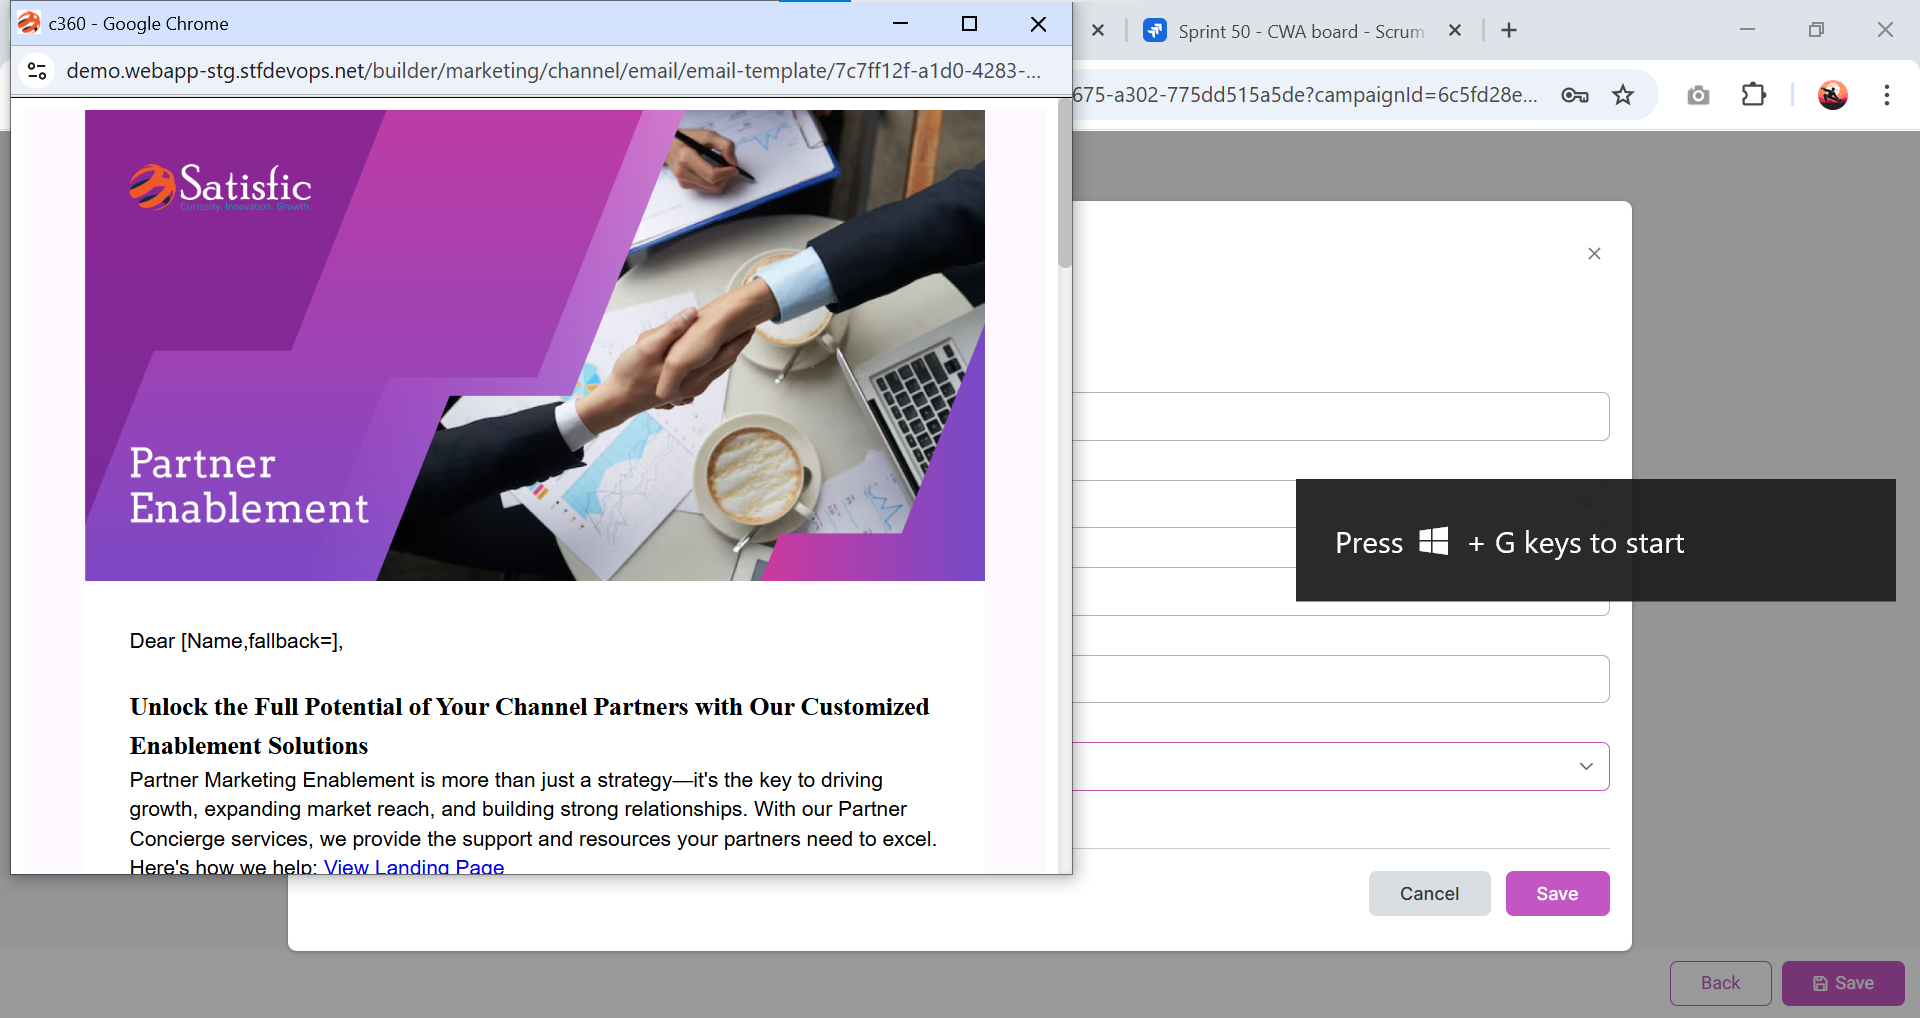 c360 - Google Chrome
Sprint 50 - CWA board - Scrum
demo.webapp-stg.stfdevops.net/builder/marketing/channel/email/email-template/7c7ff12f-a1d0-4283-...
675-a302-775dd515a5de?campaignId=6c5fd28e...
Satisfic
Curiosity. Innovation. Growth.
Partner
Enablement
Press + G keys to start
Dear [Name,fallback=],
Unlock the Full Potential of Your Channel Partners with Our Customized
Enablement Solutions
Partner Marketing Enablement is more than just a strategy—it's the key to driving
growth, expanding market reach, and building strong relationships. With our Partner
Concierge services, we provide the support and resources your partners need to excel.
Here's how we help: View Landing Page
Cancel
Save
Back
Save